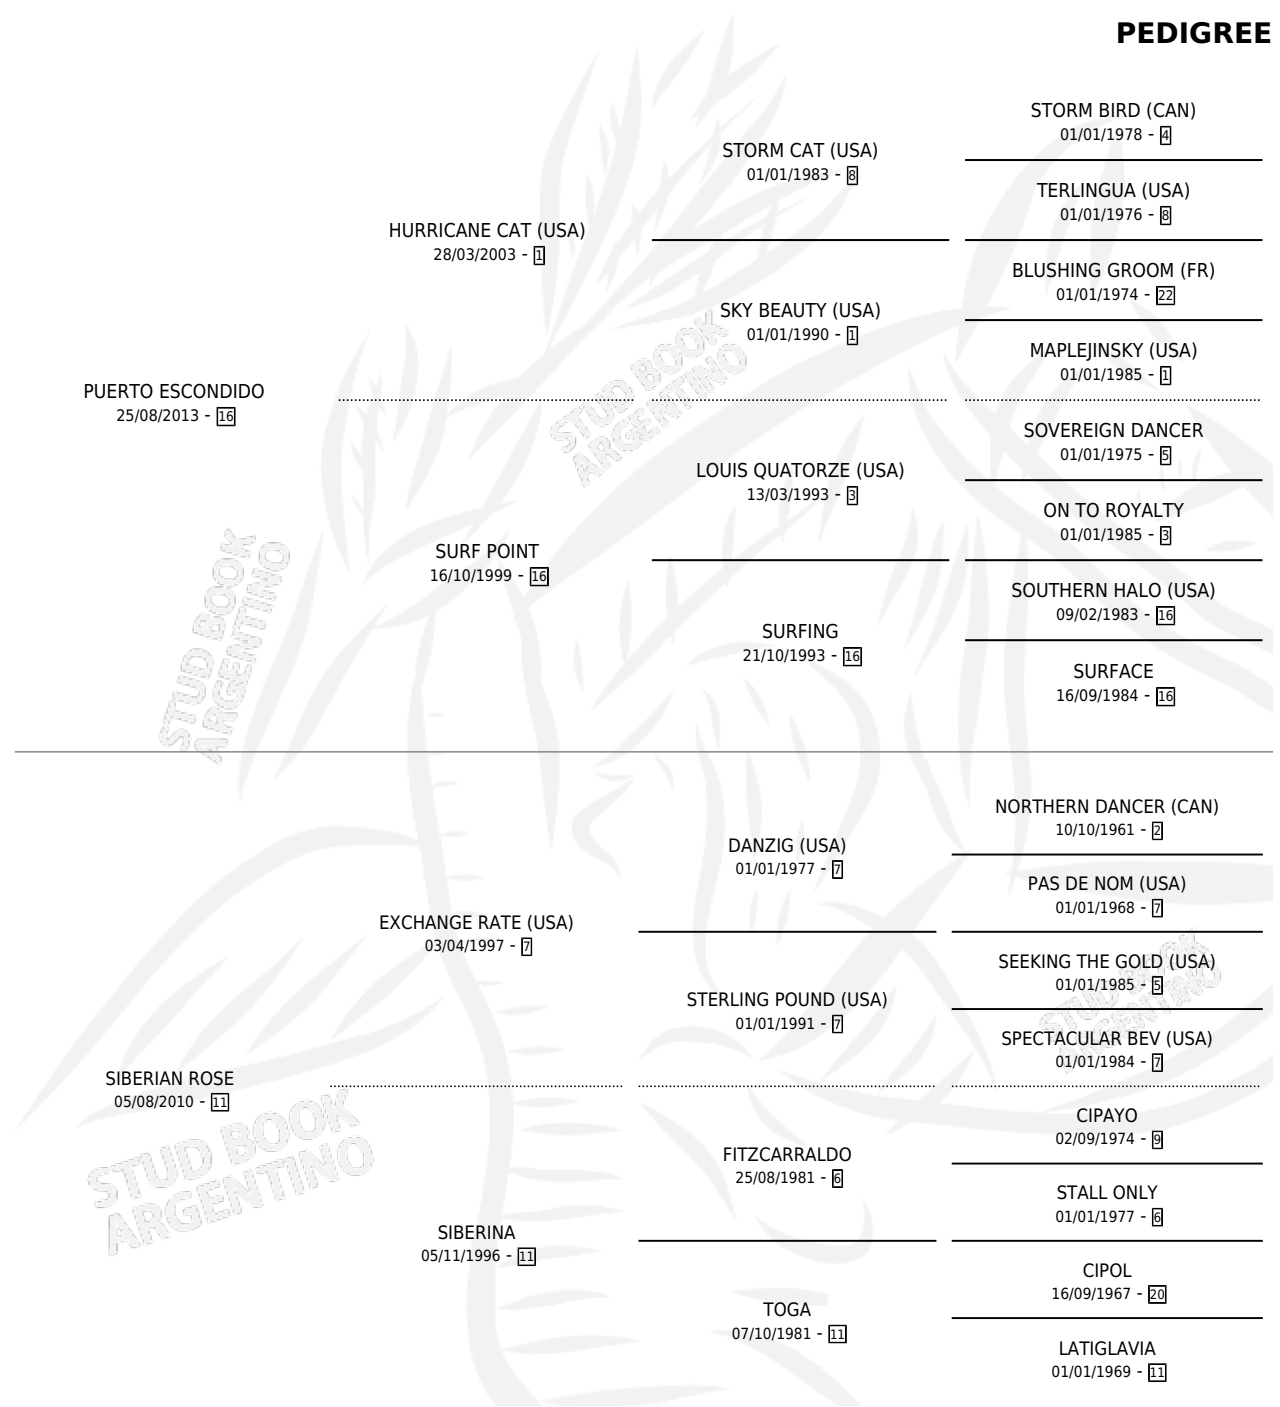 PEDIGREE
STORM BIRD (CAN)
01/01/1978 - 4
STORM CAT (USA)
01/01/1983 - 8
TERLINGUA (USA)
01/01/1976 - 8
HURRICANE CAT (USA)
28/03/2003 - 1
BLUSHING GROOM (FR)
01/01/1974 - 22
SKY BEAUTY (USA)
01/01/1990 - 1
MAPLEJINSKY (USA)
01/01/1985 - 1
PUERTO ESCONDIDO
25/08/2013 - 16
SOVEREIGN DANCER
01/01/1975 - 5
LOUIS QUATORZE (USA)
13/03/1993 - 3
ON TO ROYALTY
01/01/1985 - 3
SURF POINT
16/10/1999 - 16
SOUTHERN HALO (USA)
09/02/1983 - 16
SURFING
21/10/1993 - 16
SURFACE
16/09/1984 - 16
NORTHERN DANCER (CAN)
10/10/1961 - 2
DANZIG (USA)
01/01/1977 - 7
PAS DE NOM (USA)
01/01/1968 - 7
EXCHANGE RATE (USA)
03/04/1997 - 7
SEEKING THE GOLD (USA)
01/01/1985 - 5
STERLING POUND (USA)
01/01/1991 - 7
SPECTACULAR BEV (USA)
01/01/1984 - 7
SIBERIAN ROSE
05/08/2010 - 11
CIPAYO
02/09/1974 - 9
FITZCARRALDO
25/08/1981 - 6
STALL ONLY
01/01/1977 - 6
SIBERINA
05/11/1996 - 11
CIPOL
16/09/1967 - 20
TOGA
07/10/1981 - 11
LATIGLAVIA
01/01/1969 - 11
STUD BOOK
ARGENTINO
STUD BOOK
ARGENTINO
STUD BOOK
ARGENTINO
STUD BOOK
ARGENTINO